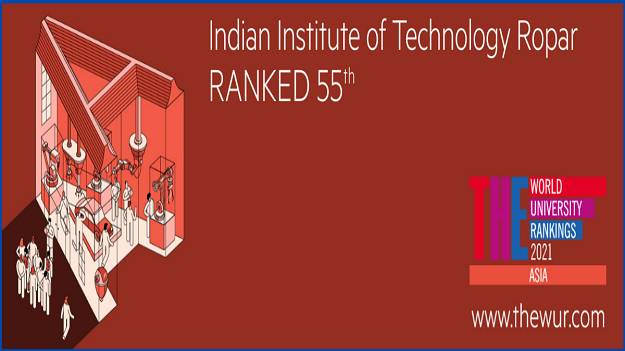 Indian Institute of Technology Ropar
RANKED 55th
THE
WORLD
UNIVERSITY
RANKINGS
2021
ASIA
www.thewur.com